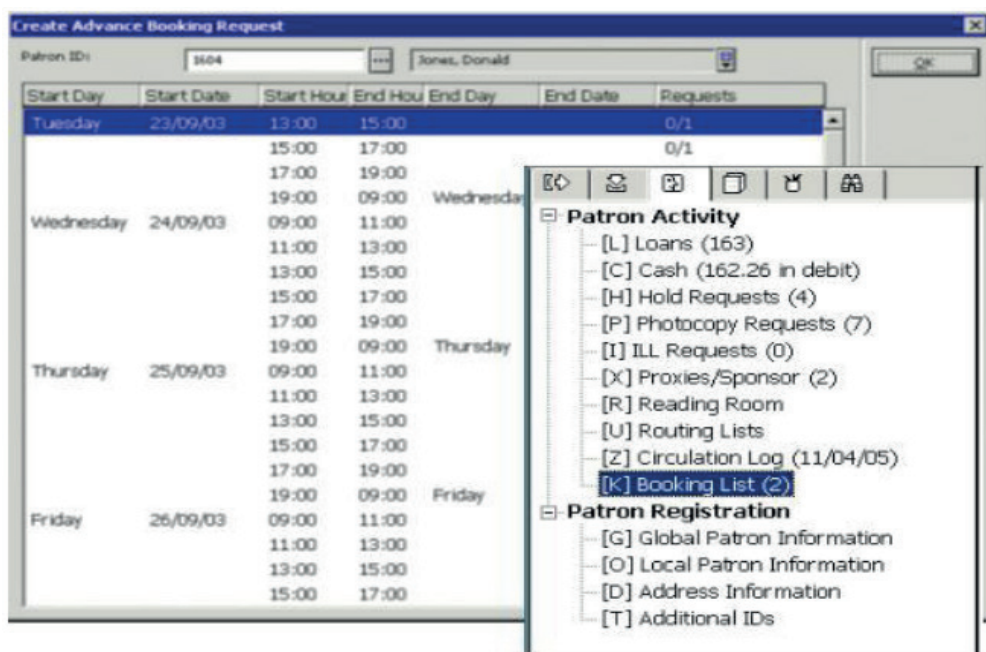 Create Advance Booking Request
Patron ID: 1604 ... Jones, Donald OK
Start Day Start Date Start Hour End Hou End Day End Date Requests
Tuesday 23/09/03 13:00 15:00 0/1
15:00 17:00 0/1
17:00 19:00
19:00 09:00 Wednesda
Wednesday 24/09/03 09:00 11:00
11:00 13:00
13:00 15:00
15:00 17:00
17:00 19:00
19:00 09:00 Thursday
Thursday 25/09/03 09:00 11:00
11:00 13:00
13:00 15:00
15:00 17:00
17:00 19:00
19:00 09:00 Friday
Friday 26/09/03 09:00 11:00
11:00 13:00
13:00 15:00
15:00 17:00
Patron Activity
[L] Loans (163)
[C] Cash (162.26 in debit)
[H] Hold Requests (4)
[P] Photocopy Requests (7)
[I] ILL Requests (0)
[X] Proxies/Sponsor (2)
[R] Reading Room
[U] Routing Lists
[Z] Circulation Log (11/04/05)
[K] Booking List (2)
Patron Registration
[G] Global Patron Information
[O] Local Patron Information
[D] Address Information
[T] Additional IDs